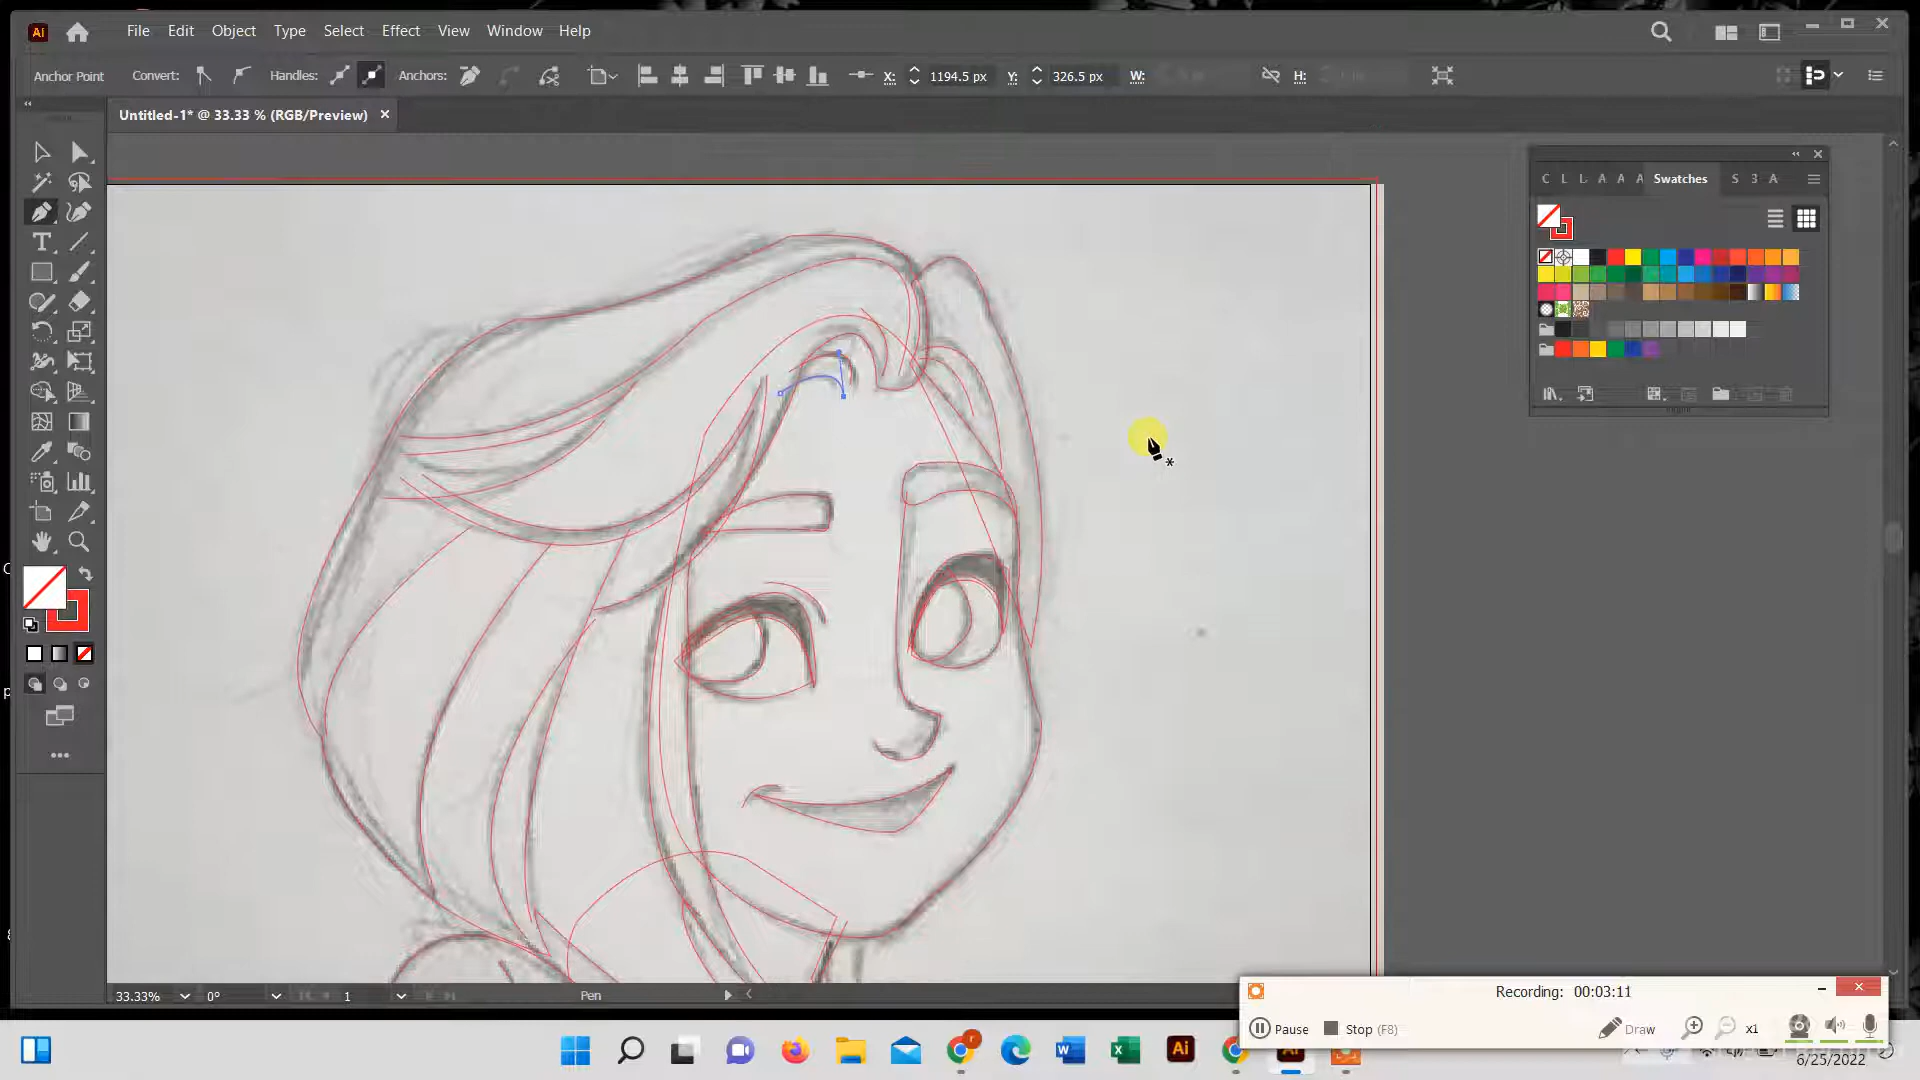 Ai File Edit Object Type Select Effect View Window Help
Anchor Point Convert: Handles: Anchors: X: 1194.5 px Y: 326.5 px W: H:
Untitled-1* @ 33.33 % (RGB/Preview) ×
C L L A A Swatches S 3 A
33.33% 0° 1 Pen
Recording: 00:03:11
Pause Stop (F8) Draw x1
6/25/2022